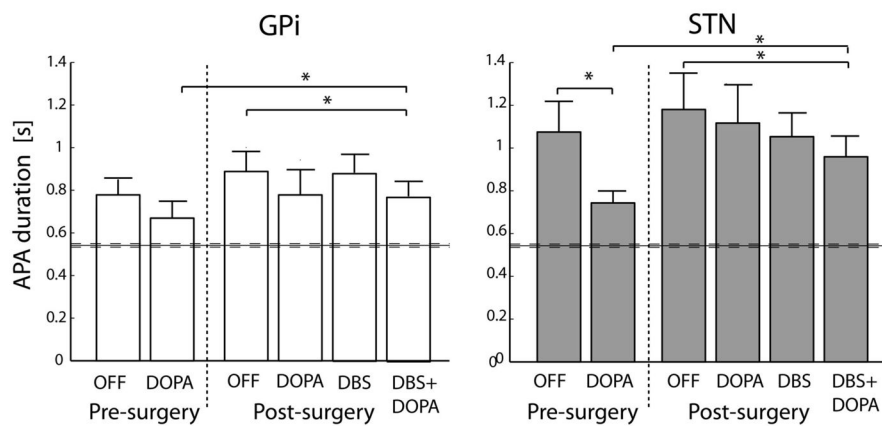 GPi
STN
APA duration [s]
1.4
1.2
1
0.8
0.6
0.4
0.2
0
*
*
OFF DOPA OFF DOPA DBS DBS+
DOPA
Pre-surgery Post-surgery
1.4
1.2
1
0.8
0.6
0.4
0.2
0
*
*
*
OFF DOPA OFF DOPA DBS DBS+
DOPA
Pre-surgery Post-surgery